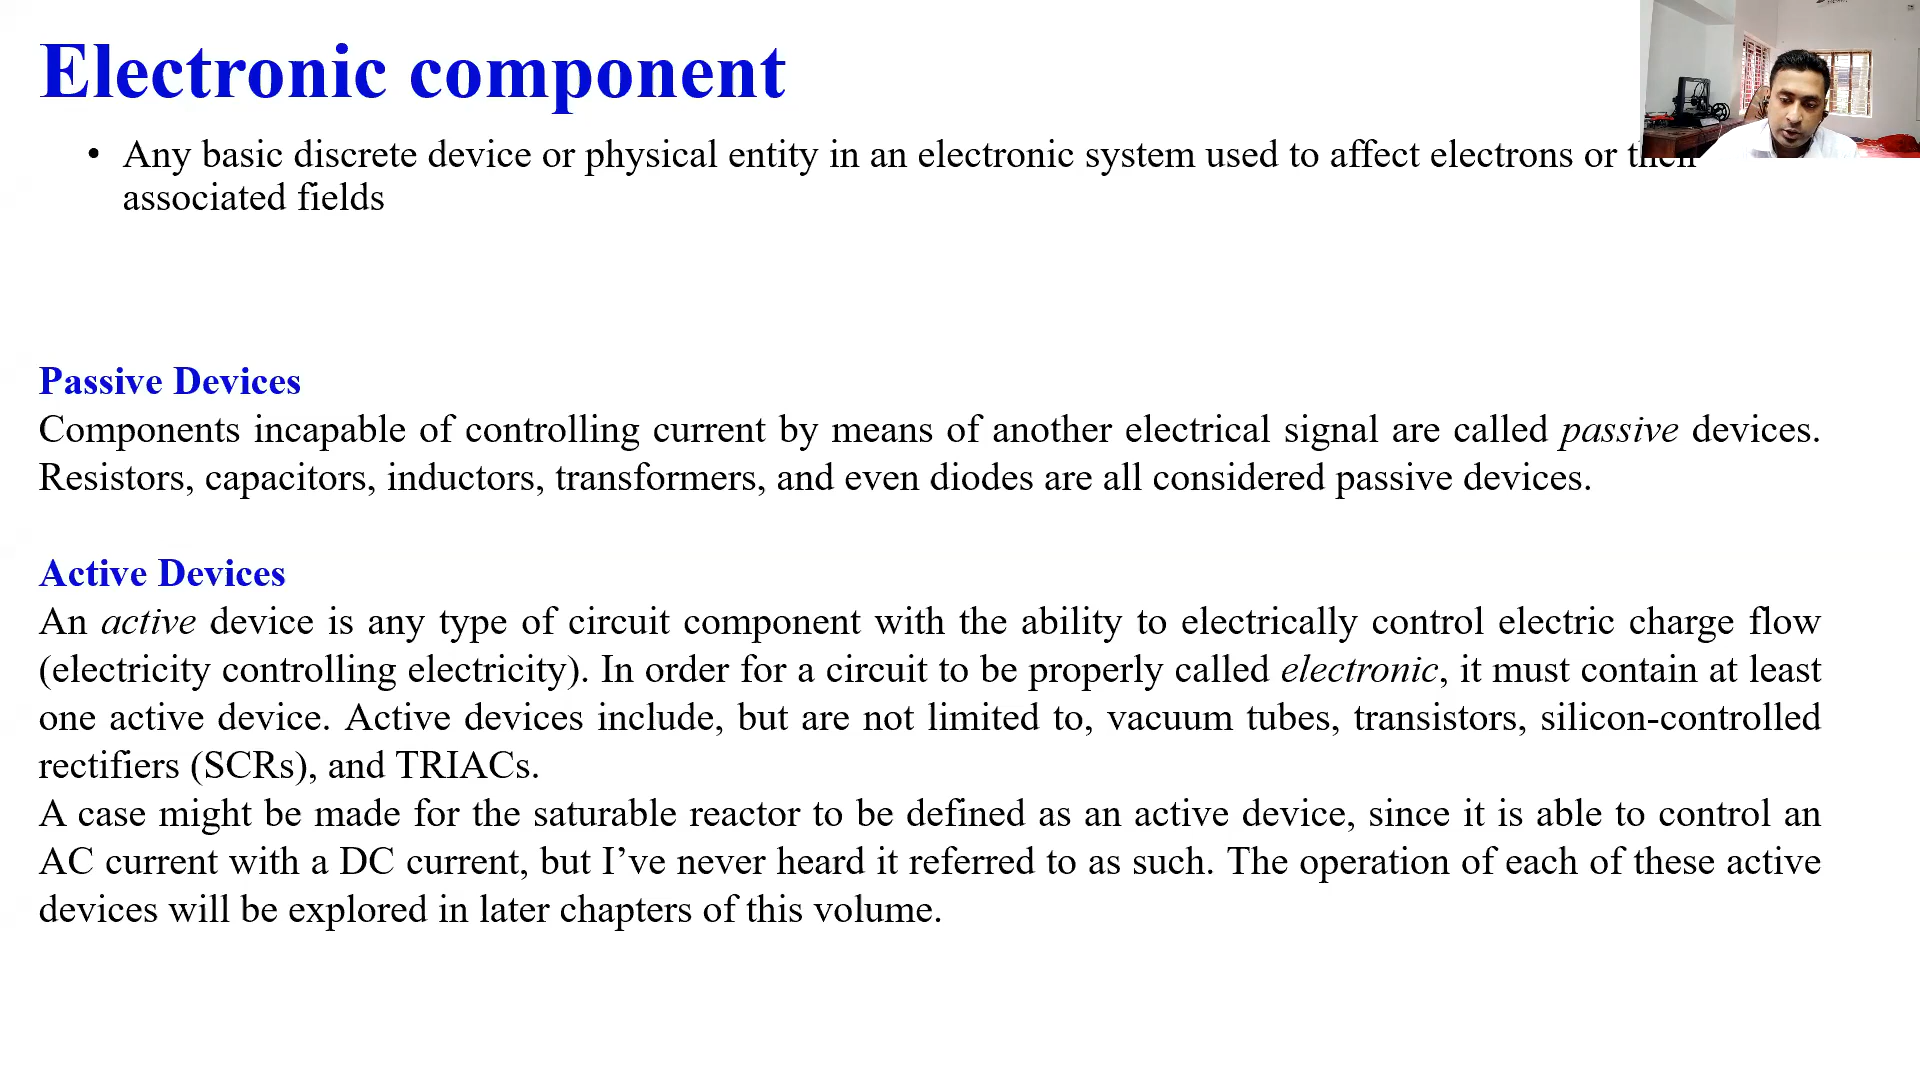 Electronic component
• Any basic discrete device or physical entity in an electronic system used to affect electrons or their
associated fields
Passive Devices
Components incapable of controlling current by means of another electrical signal are called passive devices.
Resistors, capacitors, inductors, transformers, and even diodes are all considered passive devices.
Active Devices
An active device is any type of circuit component with the ability to electrically control electric charge flow
(electricity controlling electricity). In order for a circuit to be properly called electronic, it must contain at least
one active device. Active devices include, but are not limited to, vacuum tubes, transistors, silicon-controlled
rectifiers (SCRs), and TRIACs.
A case might be made for the saturable reactor to be defined as an active device, since it is able to control an
AC current with a DC current, but I’ve never heard it referred to as such. The operation of each of these active
devices will be explored in later chapters of this volume.